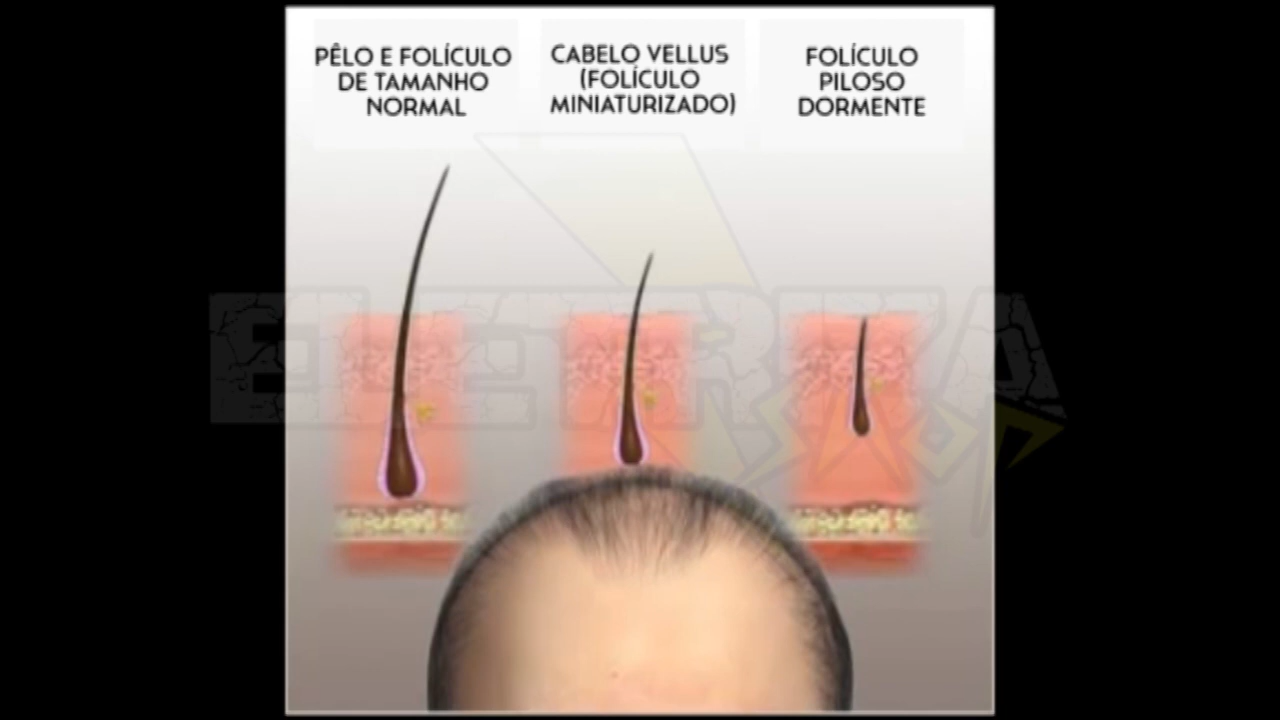 PÊLO E FOLÍCULO
DE TAMANHO
NORMAL
CABELO VELLUS
(FOLÍCULO
MINIATURIZADO)
FOLÍCULO
PILOSO
DORMENTE